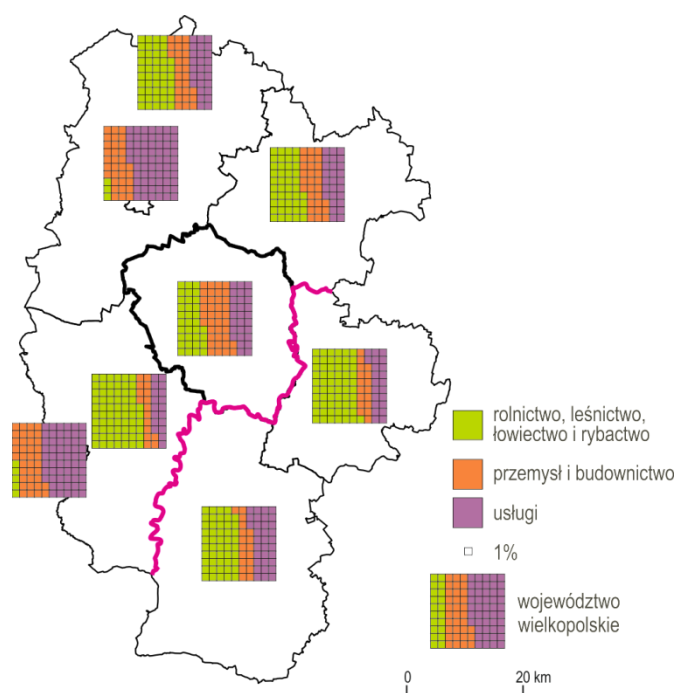 rolnictwo, leśnictwo,
łowiectwo i rybactwo
przemysł i budownictwo
usługi
1%
województwo
wielkopolskie
0 20 km